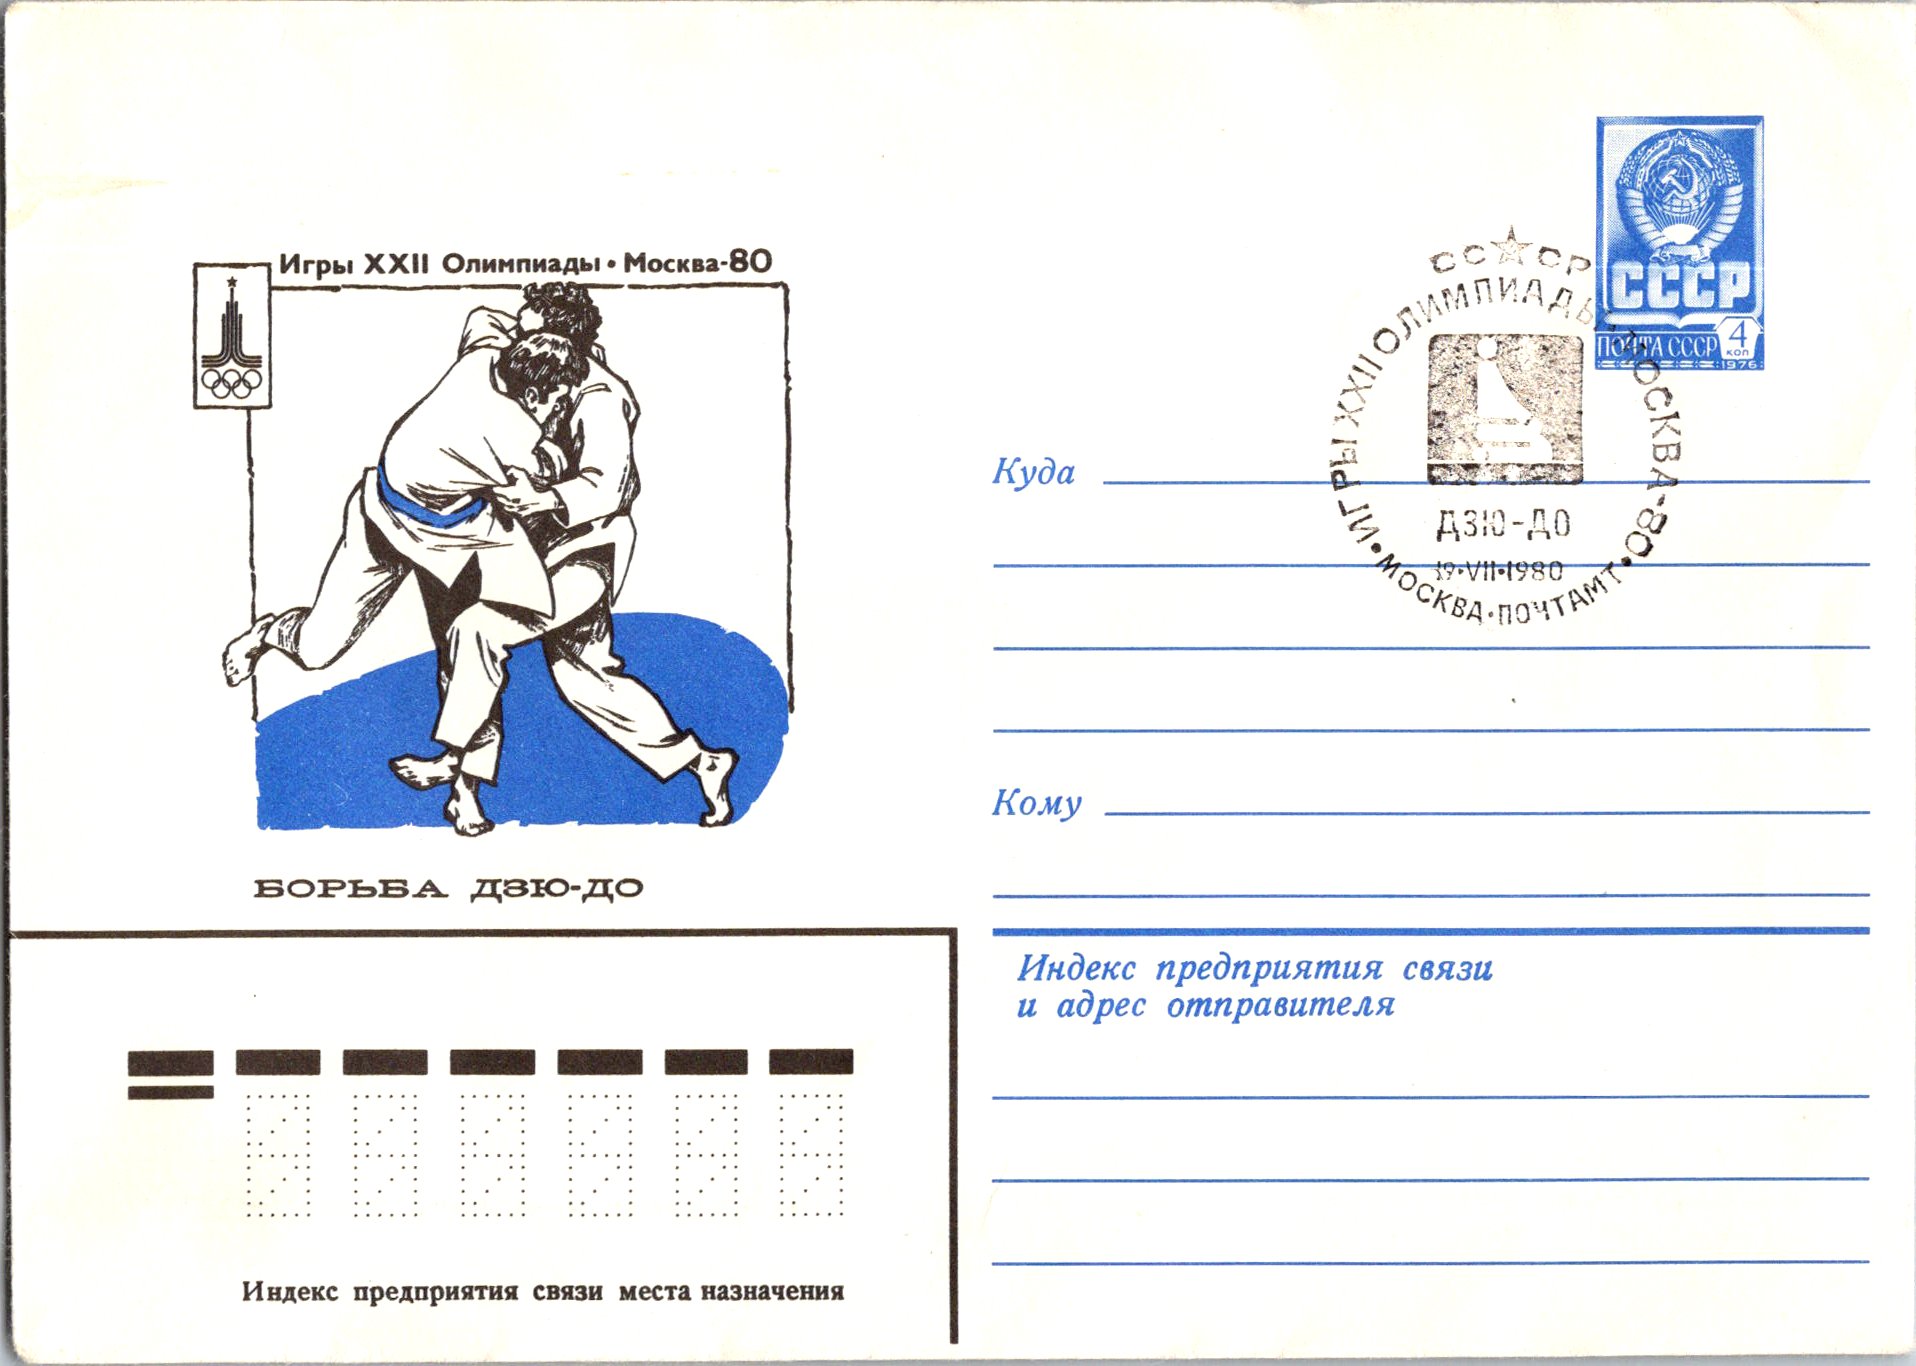 Игры XXII Олимпиады • Москва-80
БОРЬБА ДЗЮ-ДО
СССР
ПОЧТА СССР 4 КОП
1976
СССР
ИГРЫ XXII ОЛИМПИАДЫ • МОСКВА-80
ДЗЮ-ДО
19•VII•1980
• МОСКВА • ПОЧТАМТ •
Куда
Кому
Индекс предприятия связи
и адрес отправителя
Индекс предприятия связи места назначения